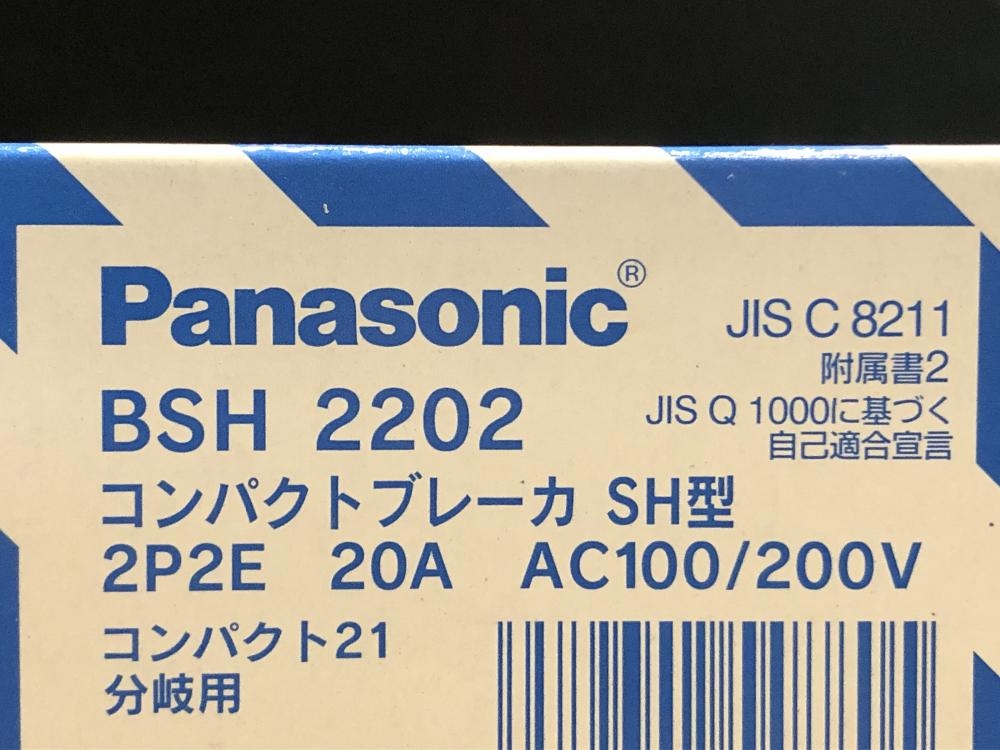 Panasonic®
JIS C 8211
附属書2
BSH 2202
JIS Q 1000に基づく
自己適合宣言
コンパクトブレーカ SH型
2P2E 20A AC100/200V
コンパクト21
分岐用